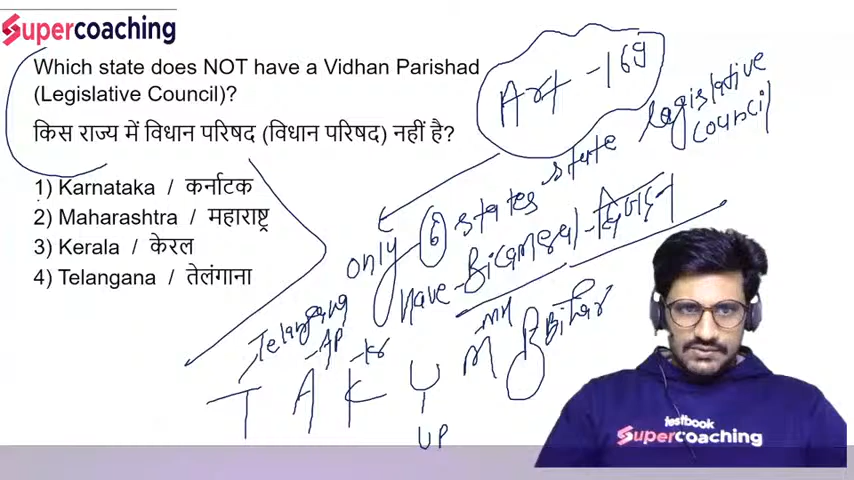 Supercoaching
Which state does NOT have a Vidhan Parishad
(Legislative Council)?
किस राज्य में विधान परिषद (विधान परिषद) नहीं है?
1) Karnataka / कर्नाटक
2) Maharashtra / महाराष्ट्र
3) Kerala / केरल
4) Telangana / तेलंगाना
Art - 169
only 6 states state legislative
council
have - Bicameral -
Telangana
AP
Kr
MH
Bihar
T A K U M B
UP
testbook
Supercoaching